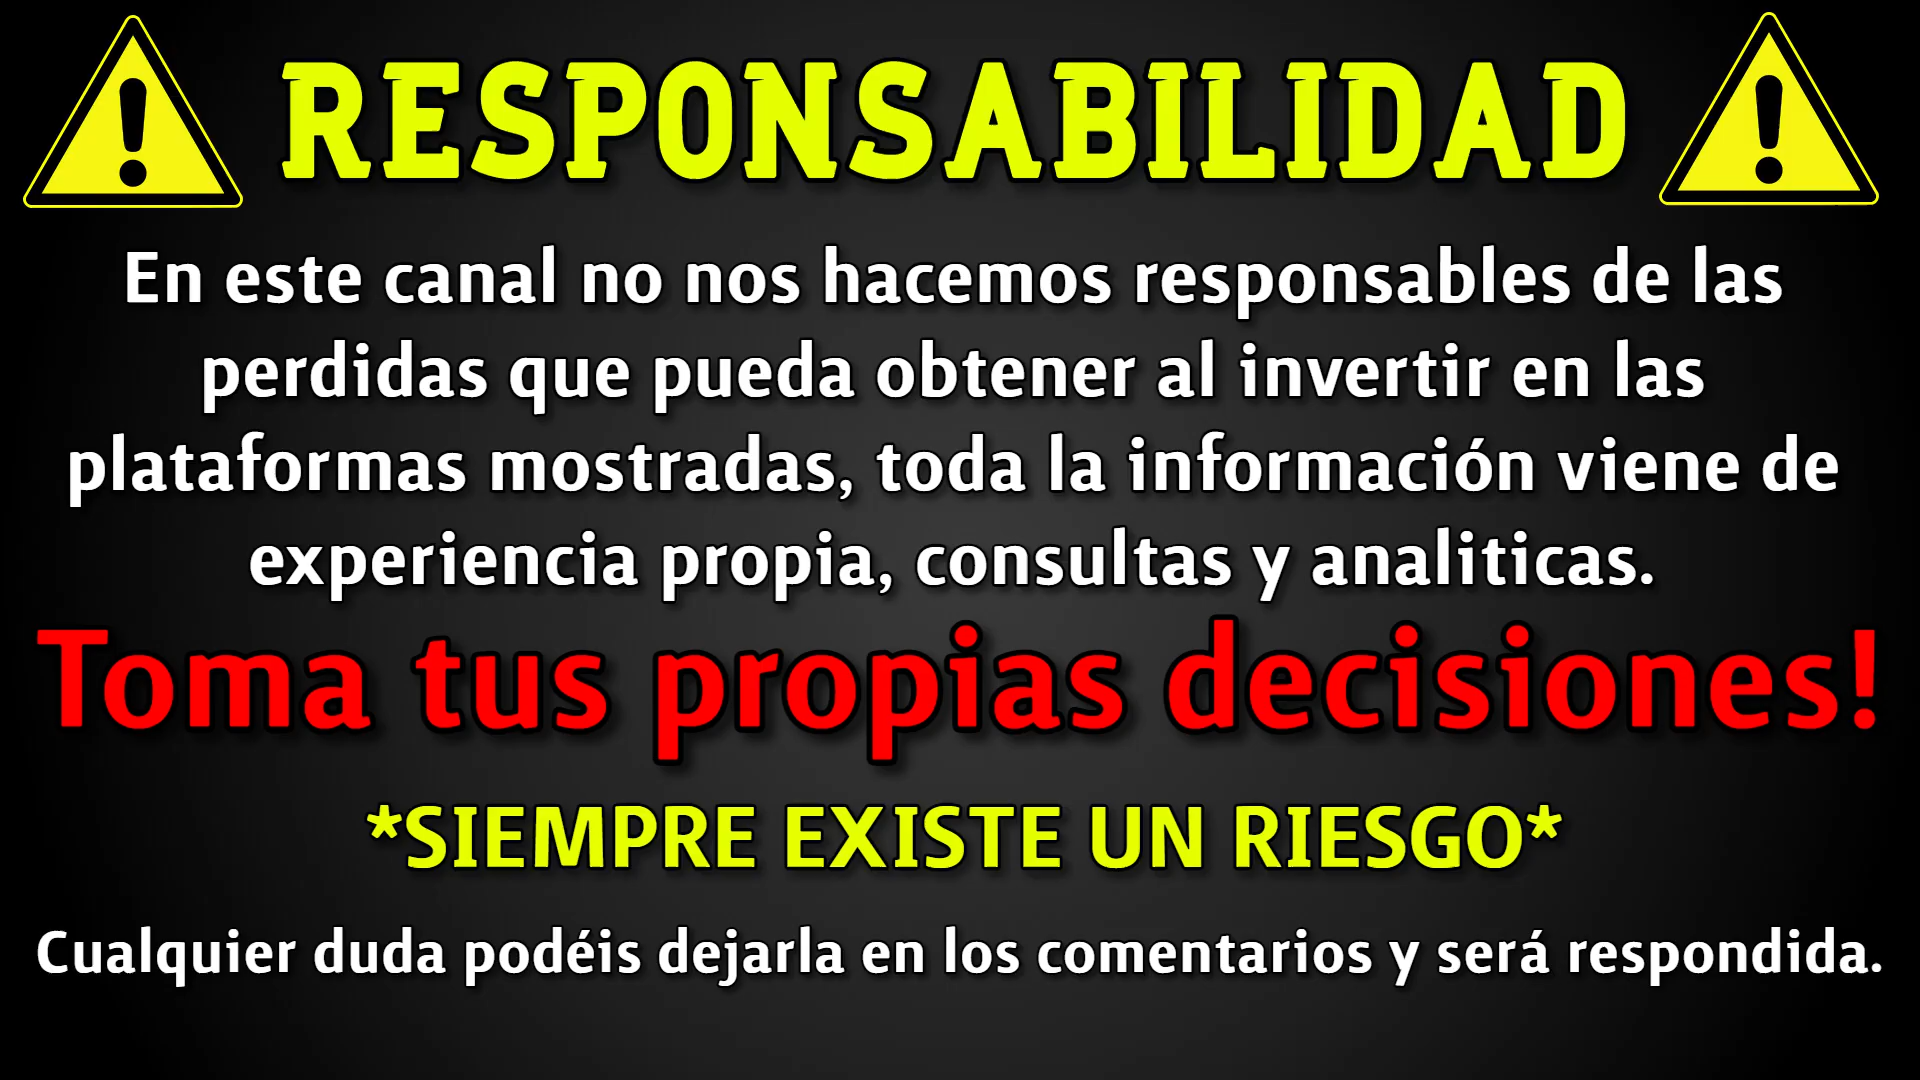 RESPONSABILIDAD
En este canal no nos hacemos responsables de las
perdidas que pueda obtener al invertir en las
plataformas mostradas, toda la información viene de
experiencia propia, consultas y analiticas.
Toma tus propias decisiones!
*SIEMPRE EXISTE UN RIESGO*
Cualquier duda podéis dejarla en los comentarios y será respondida.